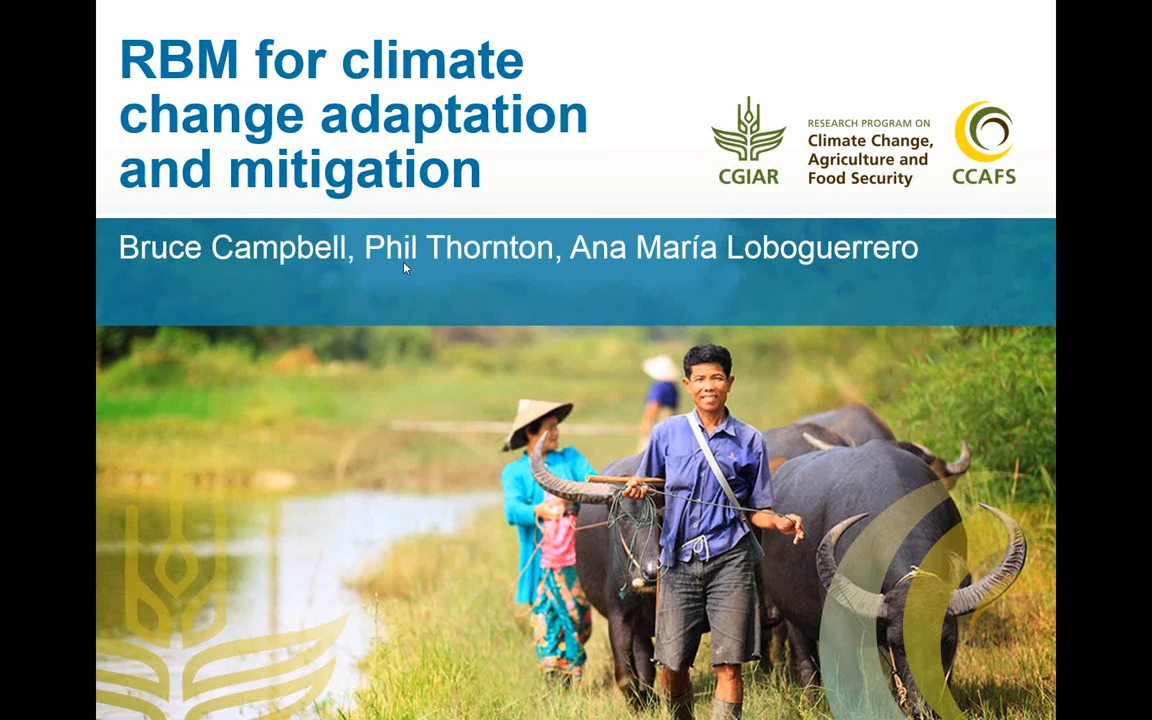 RBM for climate
change adaptation
and mitigation
CGIAR
RESEARCH PROGRAM ON
Climate Change,
Agriculture and
Food Security
CCAFS
Bruce Campbell, Phil Thornton, Ana María Loboguerrero